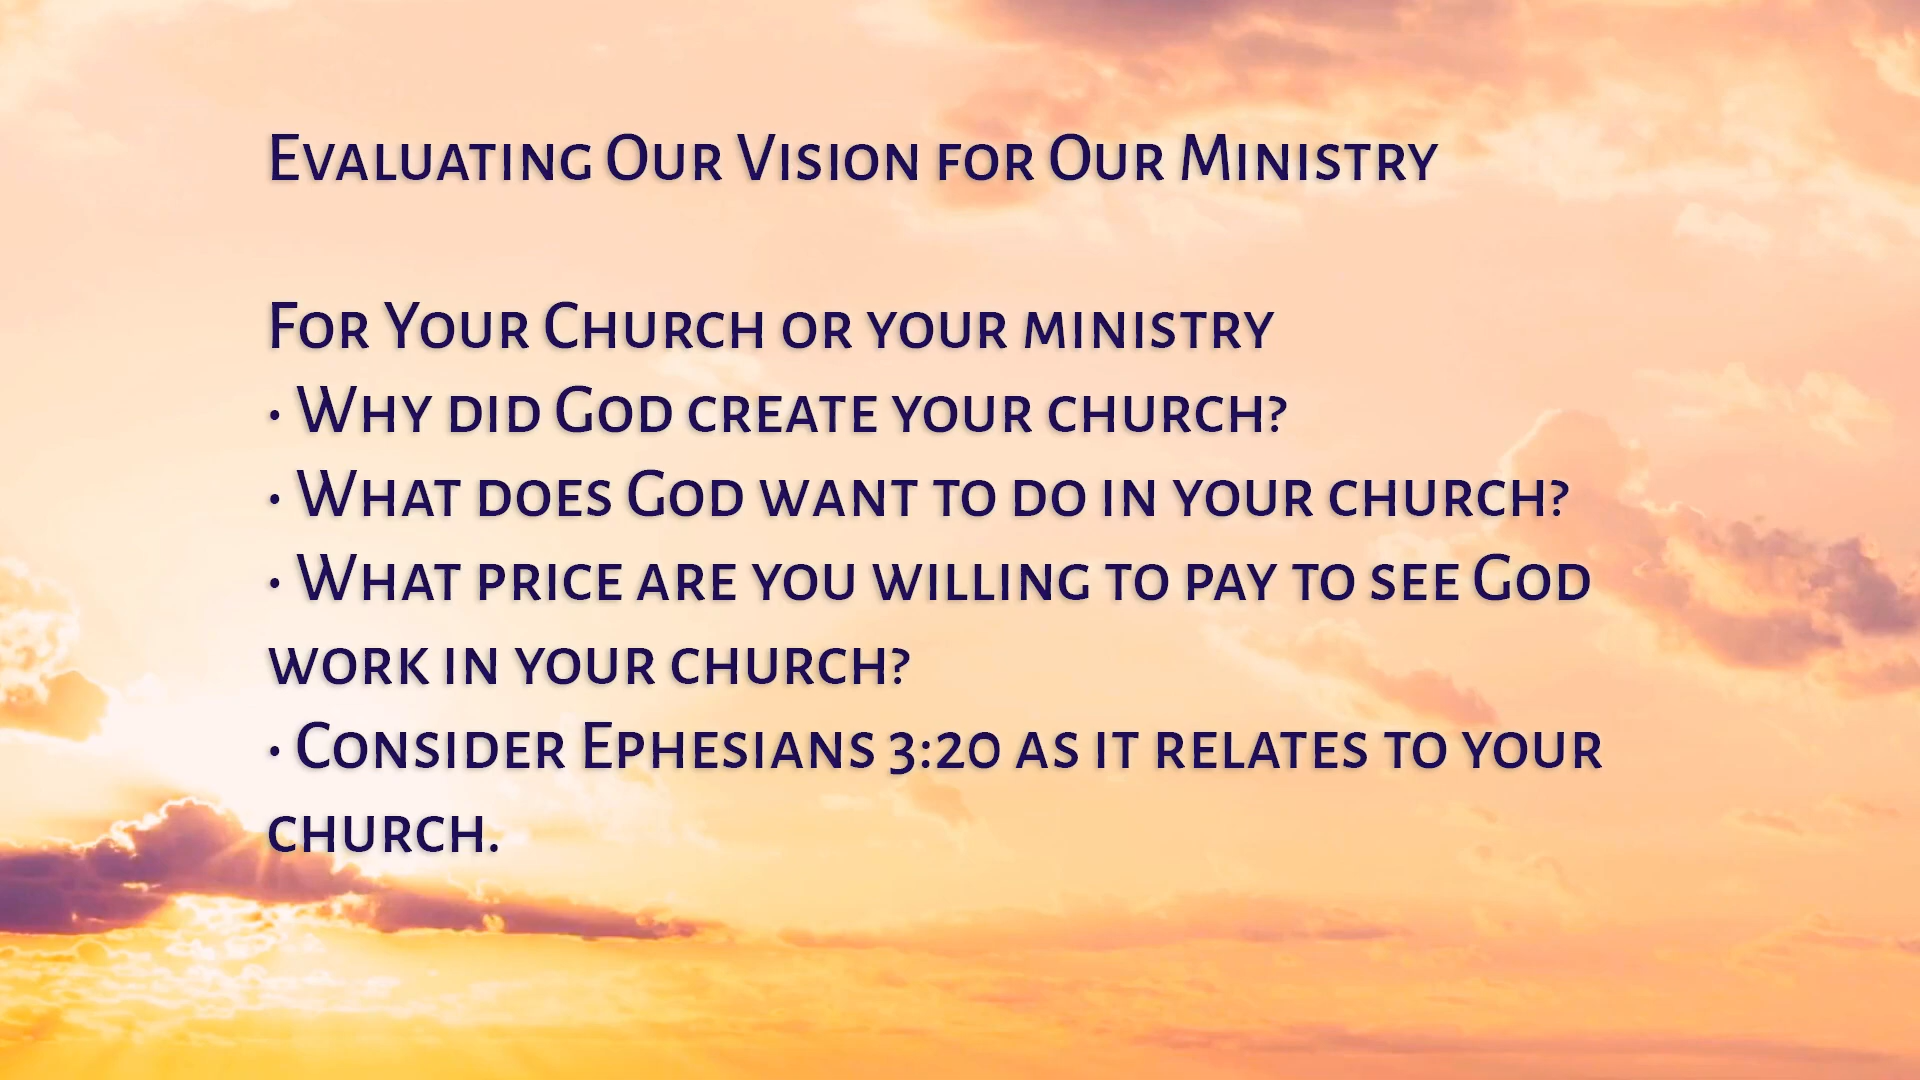 Evaluating Our Vision for Our Ministry
For Your Church or your ministry
• Why did God create your church?
• What does God want to do in your church?
• What price are you willing to pay to see God
work in your church?
• Consider Ephesians 3:20 as it relates to your
church.